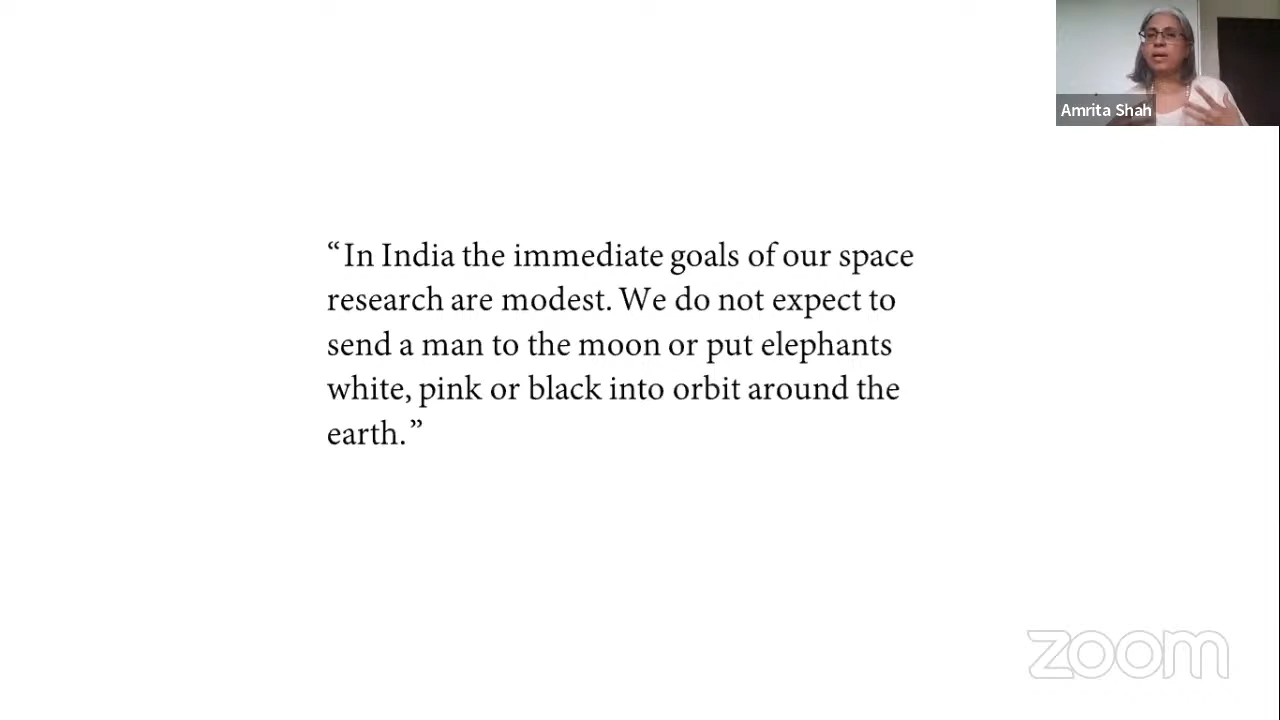 Amrita Shah
“In India the immediate goals of our space
research are modest. We do not expect to
send a man to the moon or put elephants
white, pink or black into orbit around the
earth.”
zoom